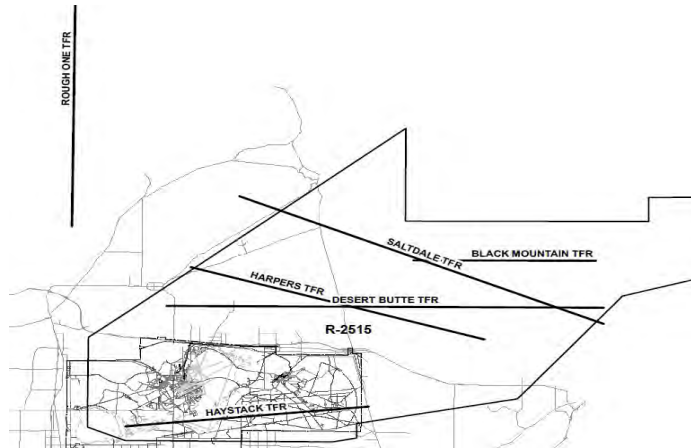 ROUGH ONE TFR
SALTDALE TFR
BLACK MOUNTAIN TFR
HARPERS TFR
DESERT BUTTE TFR
R-2515
HAYSTACK TFR